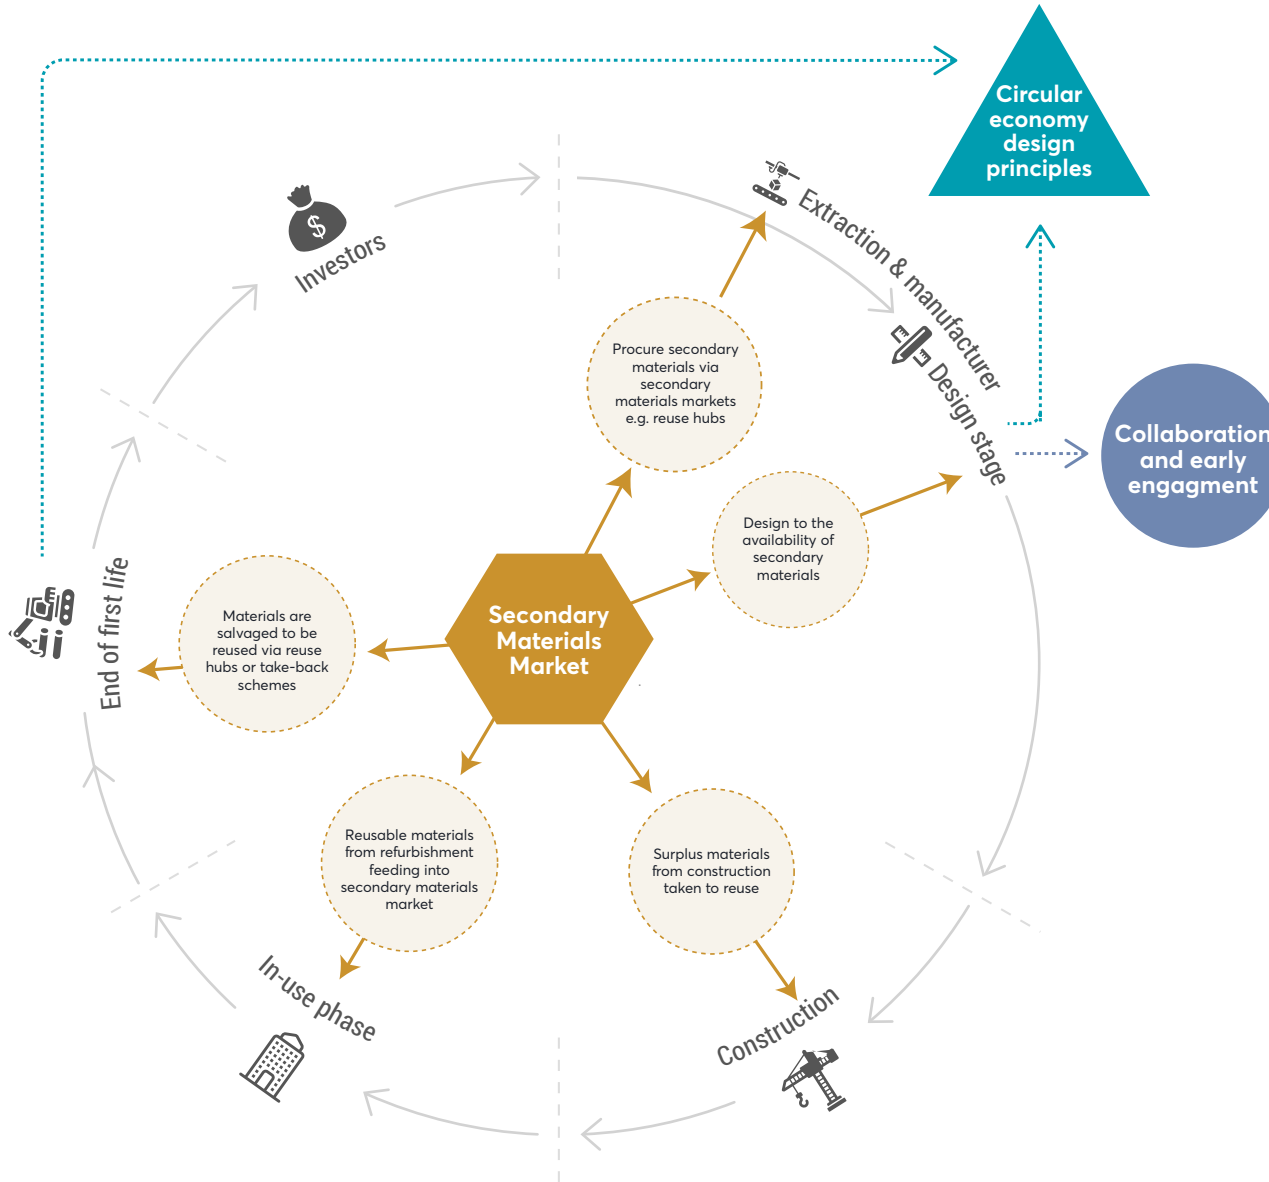 Circular
economy
design
principles
Investors
Extraction & manufacturer
Design stage
Procure secondary
materials via
secondary
materials markets
e.g. reuse hubs
Collaboration
and early
engagment
Design to the
availability of
secondary
materials
Secondary
Materials
Market
End of first life
Materials are
salvaged to be
reused via reuse
hubs or take-back
schemes
Reusable materials
from refurbishment
feeding into
secondary materials
market
Surplus materials
from construction
taken to reuse
In-use phase
Construction
$